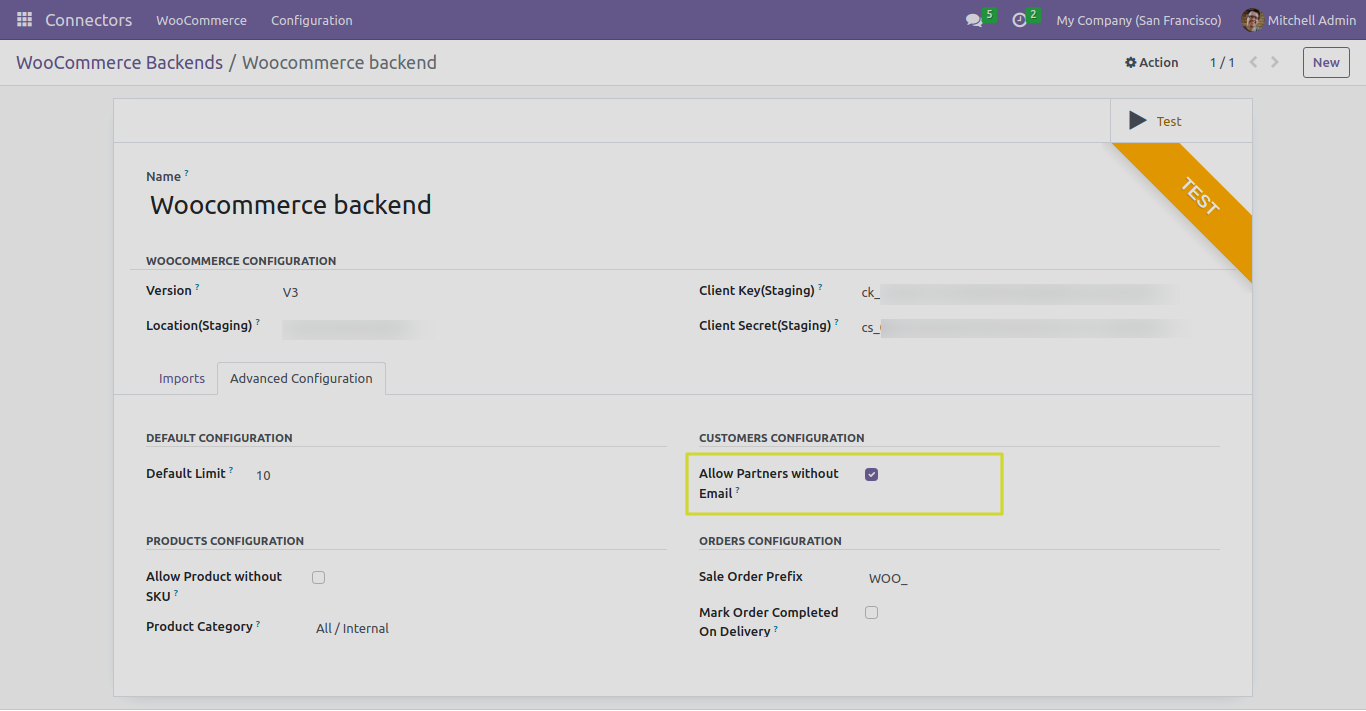 Connectors WooCommerce Configuration 5 2 My Company (San Francisco) Mitchell Admin
WooCommerce Backends / Woocommerce backend Action 1 / 1 New
Test
TEST
Name ?
Woocommerce backend
WOOCOMMERCE CONFIGURATION
Version ? V3 Client Key(Staging) ? ck_
Location(Staging) ? Client Secret(Staging) ? cs_
Imports Advanced Configuration
DEFAULT CONFIGURATION CUSTOMERS CONFIGURATION
Default Limit ? 10 Allow Partners without
Email ?
PRODUCTS CONFIGURATION ORDERS CONFIGURATION
Allow Product without Sale Order Prefix WOO_
SKU ?
Mark Order Completed
Product Category ? All / Internal On Delivery ?